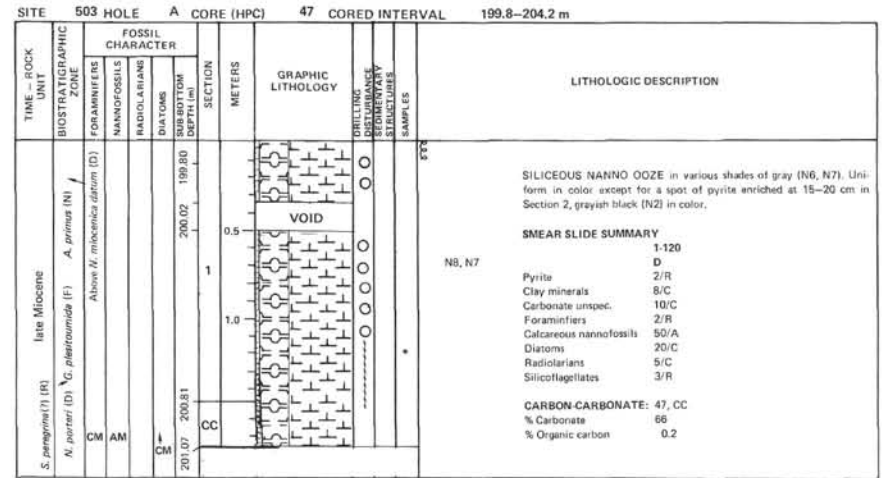 SITE 503 HOLE A CORE (HPC) 47 CORED INTERVAL 199.8–204.2 m
TIME – ROCK UNIT
BIOSTRATIGRAPHIC ZONE
FOSSIL CHARACTER
FORAMINIFERS
NANNOFOSSILS
RADIOLARIANS
DIATOMS
SUB-BOTTOM DEPTH (m)
SECTION
METERS
GRAPHIC LITHOLOGY
DRILLING DISTURBANCE
SEDIMENTARY STRUCTURES
SAMPLES
LITHOLOGIC DESCRIPTION
late Miocene
S. peregrina(?) (R)
N. porteri (D)
G. plesitoumida (F)
A. primus (N)
Above N. miocenica datum (D)
CM
AM
CM
199.80
200.02
200.81
201.07
1
CC
0.5
1.0
VOID
*
N8, N7
SILICEOUS NANNO OOZE in various shades of gray (N6, N7). Uni-
form in color except for a spot of pyrite enriched at 15–20 cm in
Section 2, grayish black (N2) in color.
SMEAR SLIDE SUMMARY
1-120
D
Pyrite 2/R
Clay minerals 8/C
Carbonate unspec. 10/C
Foraminfiers 2/R
Calcareous nannofossils 50/A
Diatoms 20/C
Radiolarians 5/C
Silicoflagellates 3/R
CARBON-CARBONATE: 47, CC
% Carbonate 66
% Organic carbon 0.2